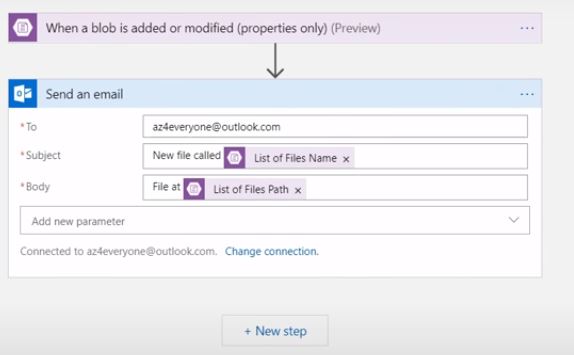 When a blob is added or modified (properties only) (Preview) ...
Send an email ...
* To az4everyone@outlook.com
* Subject New file called List of Files Name ×
* Body File at List of Files Path ×
Add new parameter
Connected to az4everyone@outlook.com. Change connection.
+ New step